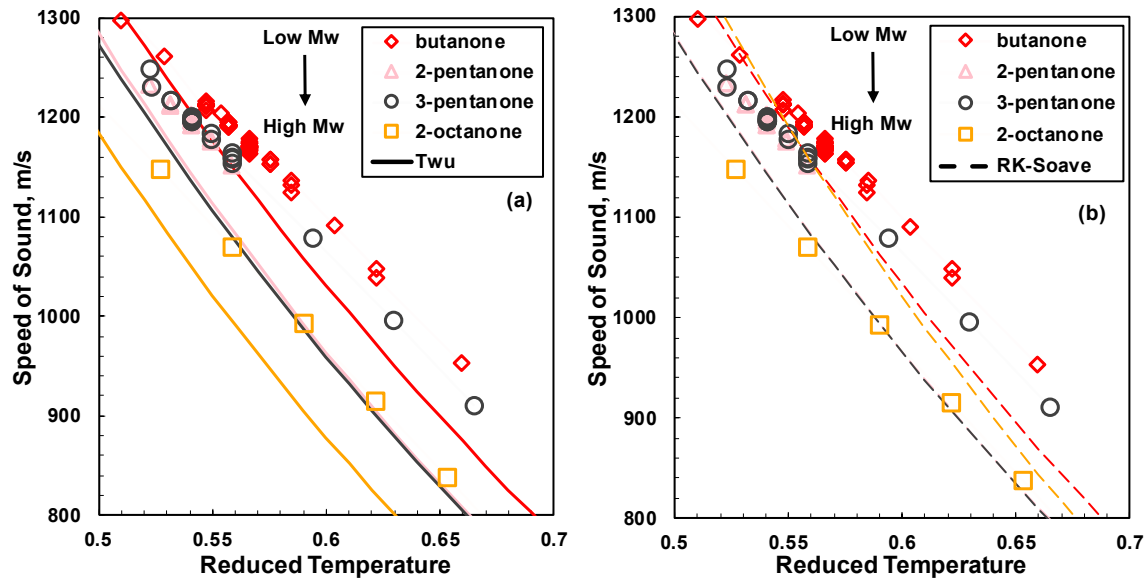 1300
1200
1100
1000
900
800
0.5
0.55
0.6
0.65
0.7
Speed of Sound, m/s
Reduced Temperature
Low Mw
High Mw
butanone
2-pentanone
3-pentanone
2-octanone
Twu
(a)
1300
1200
1100
1000
900
800
0.5
0.55
0.6
0.65
0.7
Speed of Sound, m/s
Reduced Temperature
Low Mw
High Mw
butanone
2-pentanone
3-pentanone
2-octanone
RK-Soave
(b)